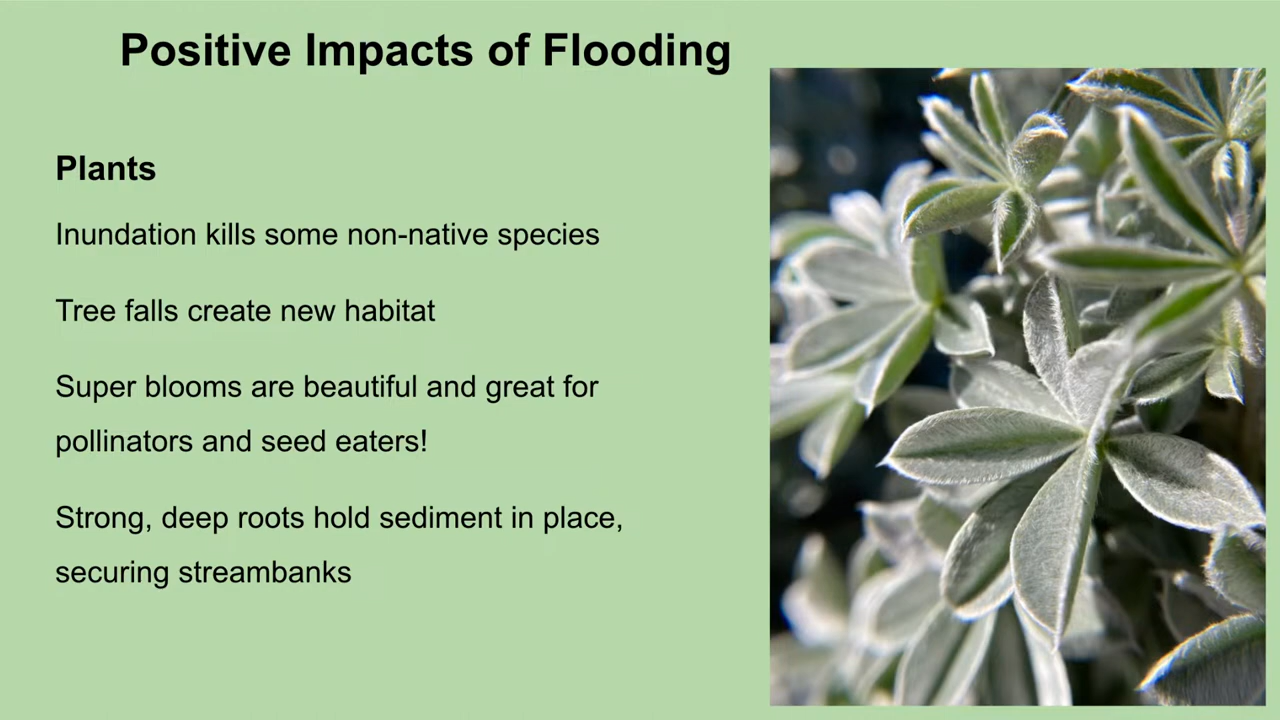 Positive Impacts of Flooding
Plants
Inundation kills some non-native species
Tree falls create new habitat
Super blooms are beautiful and great for
pollinators and seed eaters!
Strong, deep roots hold sediment in place,
securing streambanks